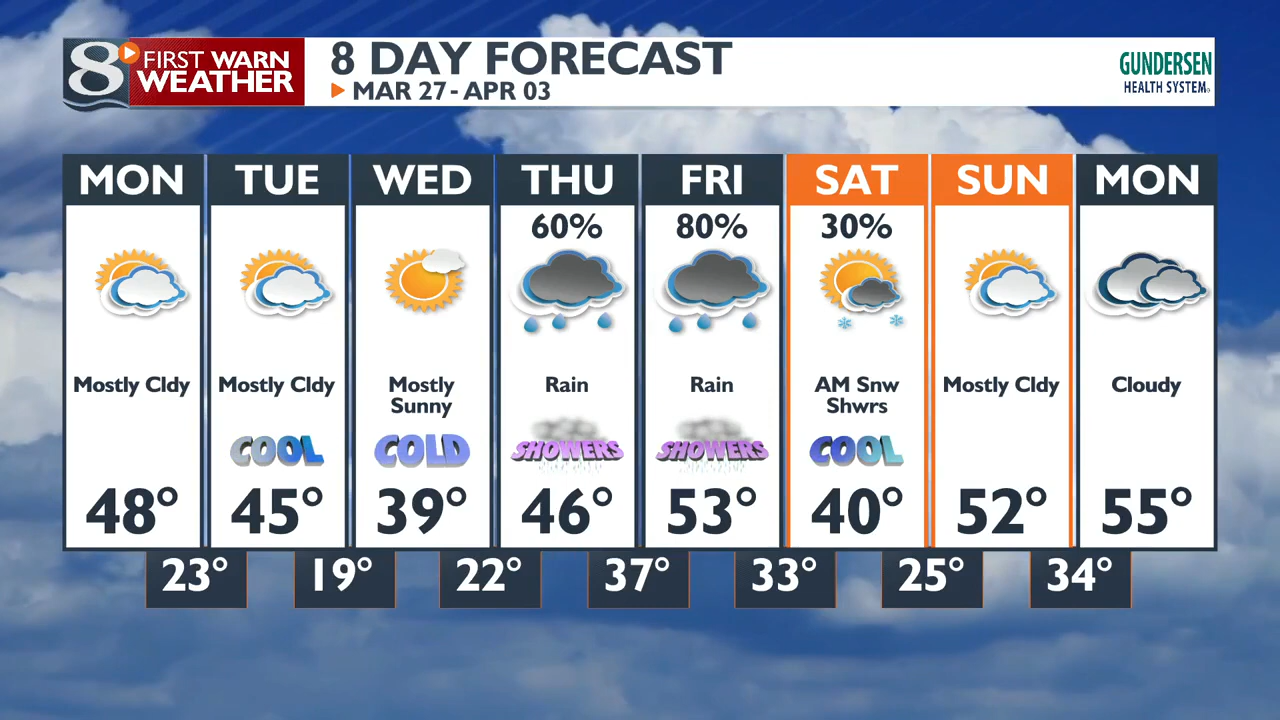 8 FIRST WARN
WEATHER
8 DAY FORECAST
MAR 27 - APR 03
GUNDERSEN
HEALTH SYSTEM®
MON TUE WED THU FRI SAT SUN MON
60% 80% 30%
Mostly Cldy Mostly Cldy Mostly Rain Rain AM Snw Mostly Cldy Cloudy
Sunny Shwrs
COOL COLD SHOWERS SHOWERS COOL
48° 45° 39° 46° 53° 40° 52° 55°
23° 19° 22° 37° 33° 25° 34°